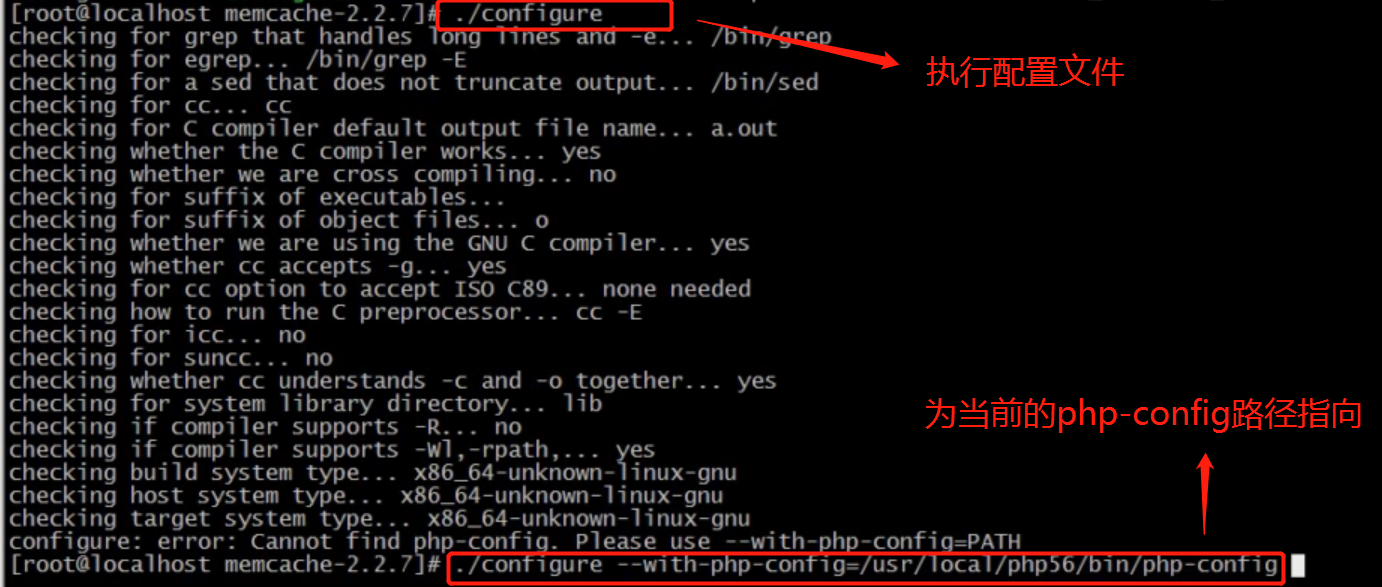 [root@localhost memcache-2.2.7]# ./configure
checking for grep that handles long lines and -e... /bin/grep
checking for egrep... /bin/grep -E
执行配置文件
checking for a sed that does not truncate output... /bin/sed
checking for cc... cc
checking for C compiler default output file name... a.out
checking whether the C compiler works... yes
checking whether we are cross compiling... no
checking for suffix of executables...
checking for suffix of object files... o
checking whether we are using the GNU C compiler... yes
checking whether cc accepts -g... yes
checking for cc option to accept ISO C89... none needed
checking how to run the C preprocessor... cc -E
checking for icc... no
checking for suncc... no
checking whether cc understands -c and -o together... yes
checking for system library directory... lib
为当前的php-config路径指向
checking if compiler supports -R... no
checking if compiler supports -Wl,-rpath,... yes
checking build system type... x86_64-unknown-linux-gnu
checking host system type... x86_64-unknown-linux-gnu
checking target system type... x86_64-unknown-linux-gnu
configure: error: Cannot find php-config. Please use --with-php-config=PATH
[root@localhost memcache-2.2.7]# ./configure --with-php-config=/usr/local/php56/bin/php-config